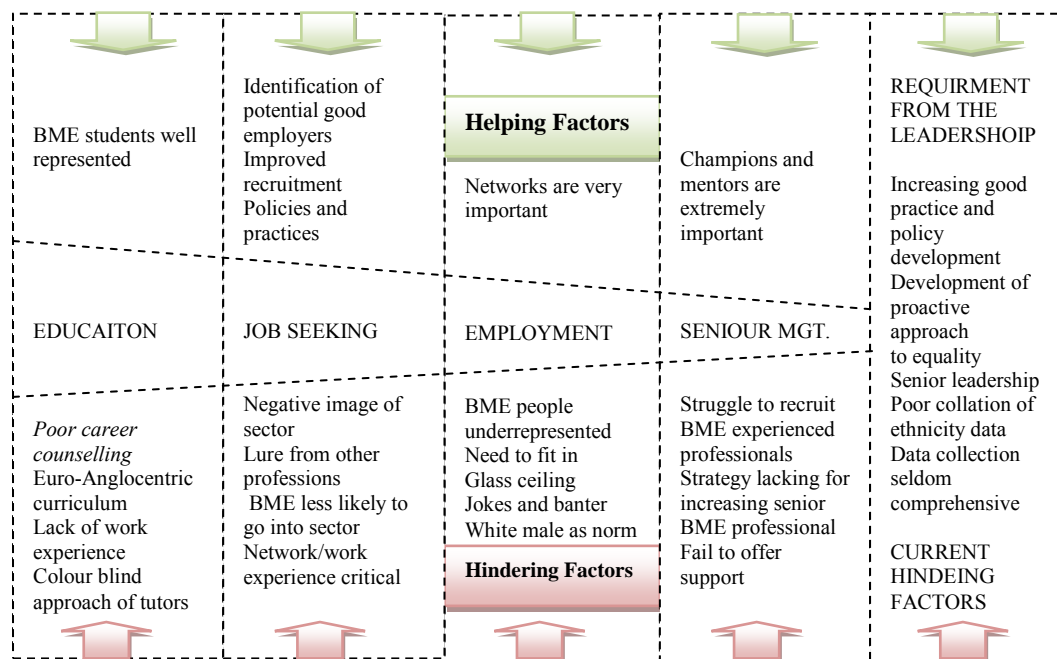 BME students well
represented
EDUCAITON
Poor career
counselling
Euro-Anglocentric
curriculum
Lack of work
experience
Colour blind
approach of tutors
Identification of
potential good
employers
Improved
recruitment
Policies and
practices
JOB SEEKING
Negative image of
sector
Lure from other
professions
BME less likely to
go into sector
Network/work
experience critical
Helping Factors
Networks are very
important
EMPLOYMENT
BME people
underrepresented
Need to fit in
Glass ceiling
Jokes and banter
White male as norm
Hindering Factors
Champions and
mentors are
extremely
important
SENIOUR MGT.
Struggle to recruit
BME experienced
professionals
Strategy lacking for
increasing senior
BME professional
Fail to offer
support
REQUIRMENT
FROM THE
LEADERSHOIP
Increasing good
practice and
policy
development
Development of
proactive
approach
to equality
Senior leadership
Poor collation of
ethnicity data
Data collection
seldom
comprehensive
CURRENT
HINDEING
FACTORS